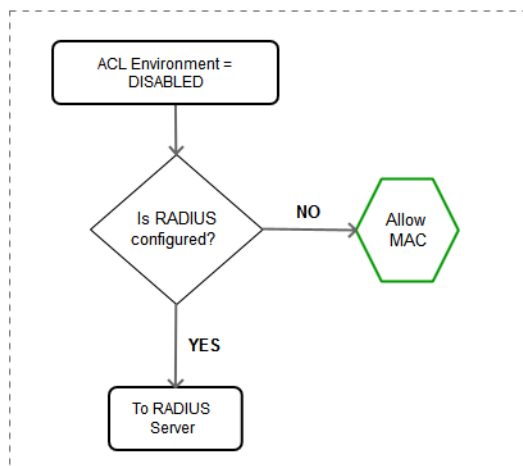 ACL Environment =
DISABLED
Is RADIUS
configured?
NO
Allow
MAC
YES
To RADIUS
Server